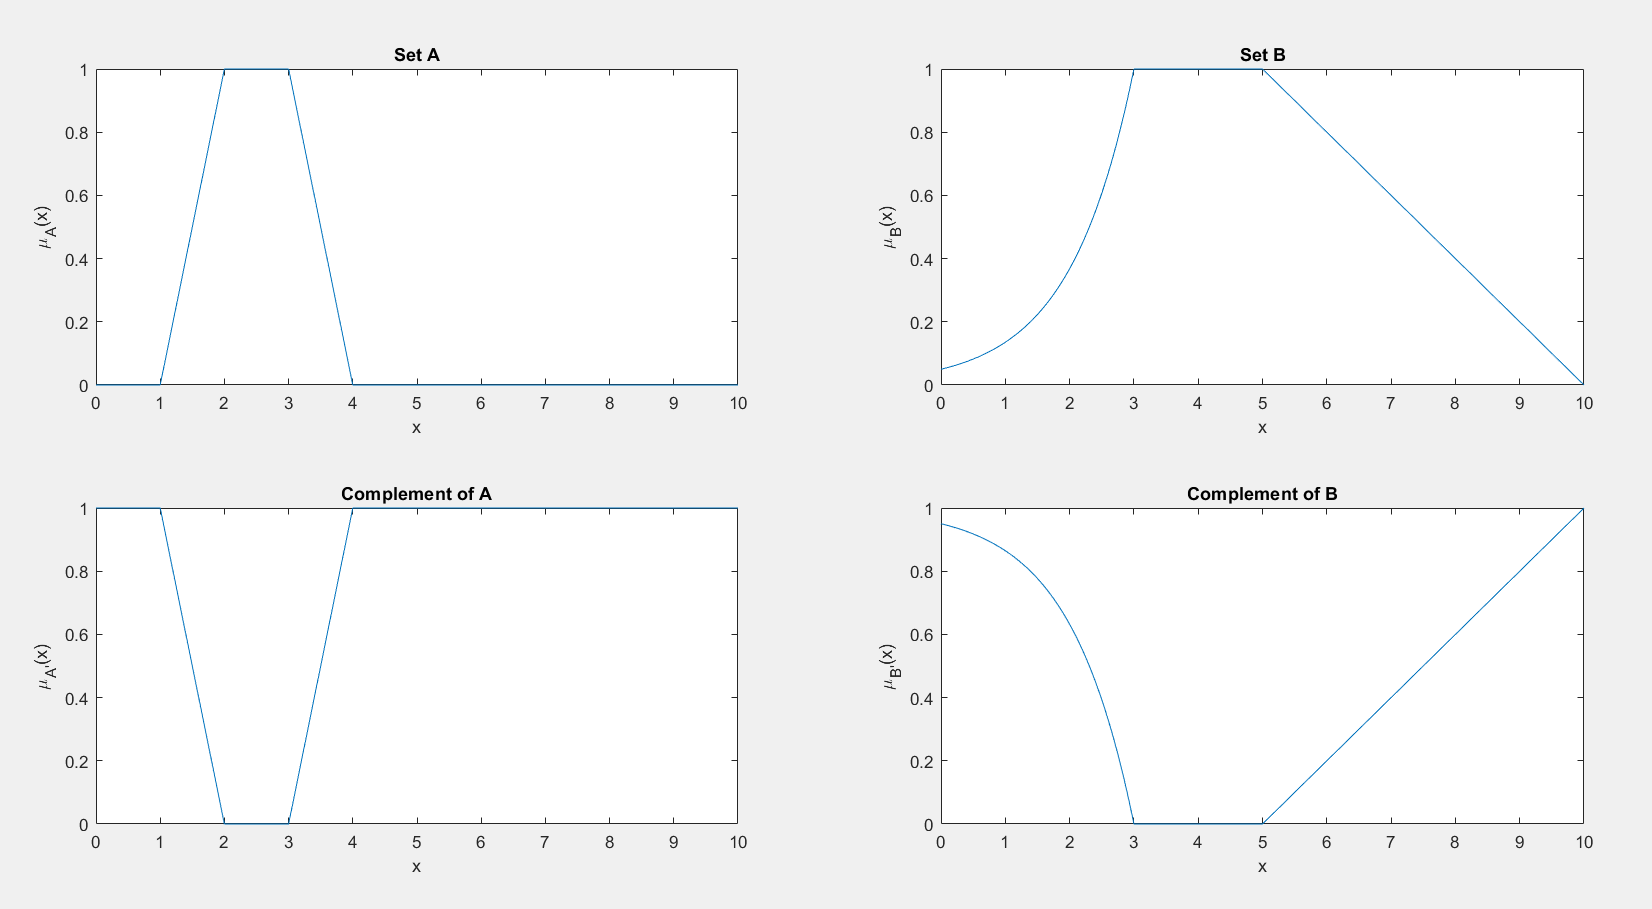 Set A
1
0.8
0.6
0.4
0.2
0
μA(x)
0 1 2 3 4 5 6 7 8 9 10
x
Set B
1
0.8
0.6
0.4
0.2
0
μB(x)
0 1 2 3 4 5 6 7 8 9 10
x
Complement of A
1
0.8
0.6
0.4
0.2
0
μA'(x)
0 1 2 3 4 5 6 7 8 9 10
x
Complement of B
1
0.8
0.6
0.4
0.2
0
μB'(x)
0 1 2 3 4 5 6 7 8 9 10
x